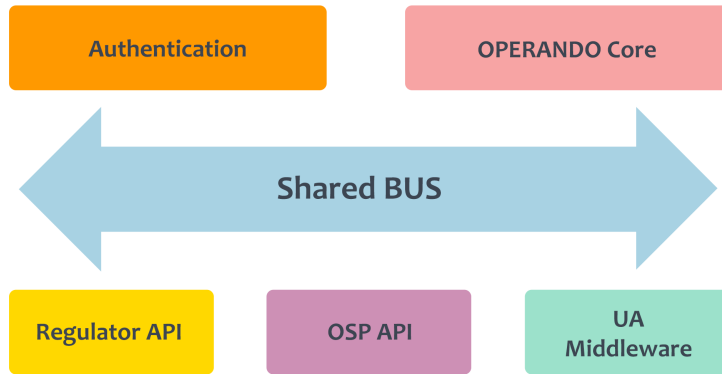 Authentication
OPERANDO Core
Shared BUS
Regulator API
OSP API
UA
Middleware